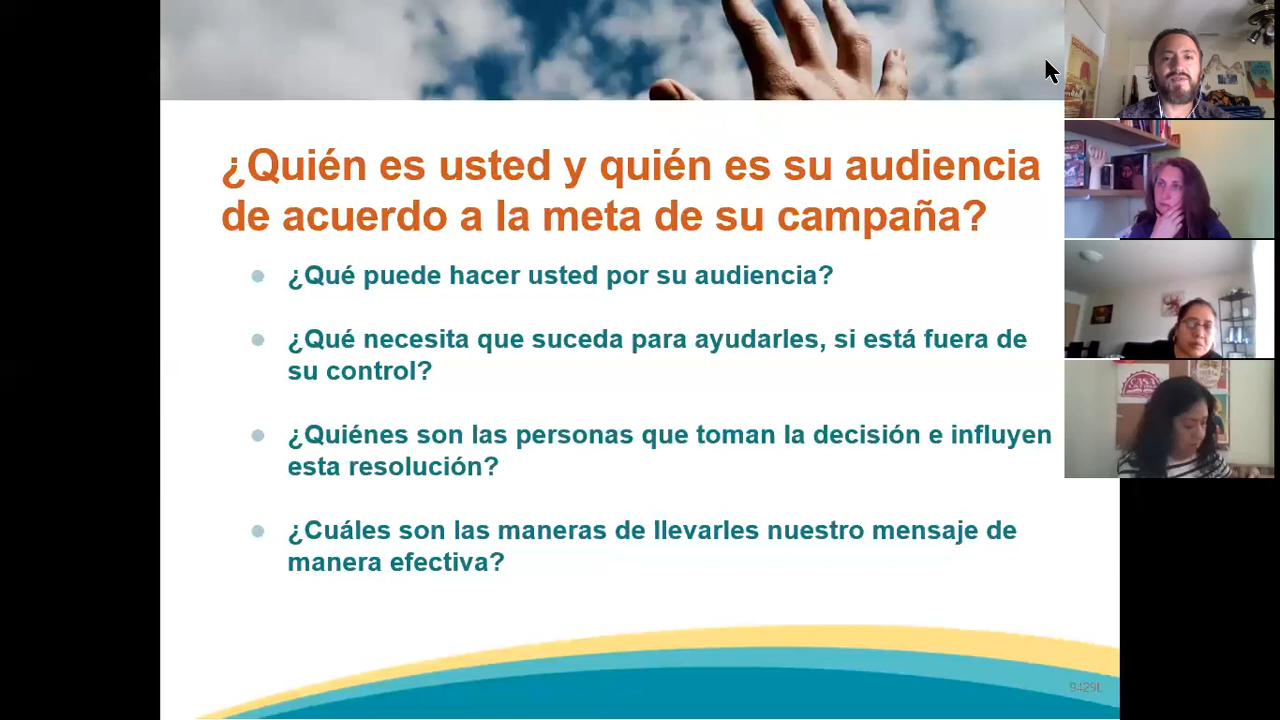 ¿Quién es usted y quién es su audiencia
de acuerdo a la meta de su campaña?
¿Qué puede hacer usted por su audiencia?
¿Qué necesita que suceda para ayudarles, si está fuera de
su control?
¿Quiénes son las personas que toman la decisión e influyen
esta resolución?
¿Cuáles son las maneras de llevarles nuestro mensaje de
manera efectiva?
CASA